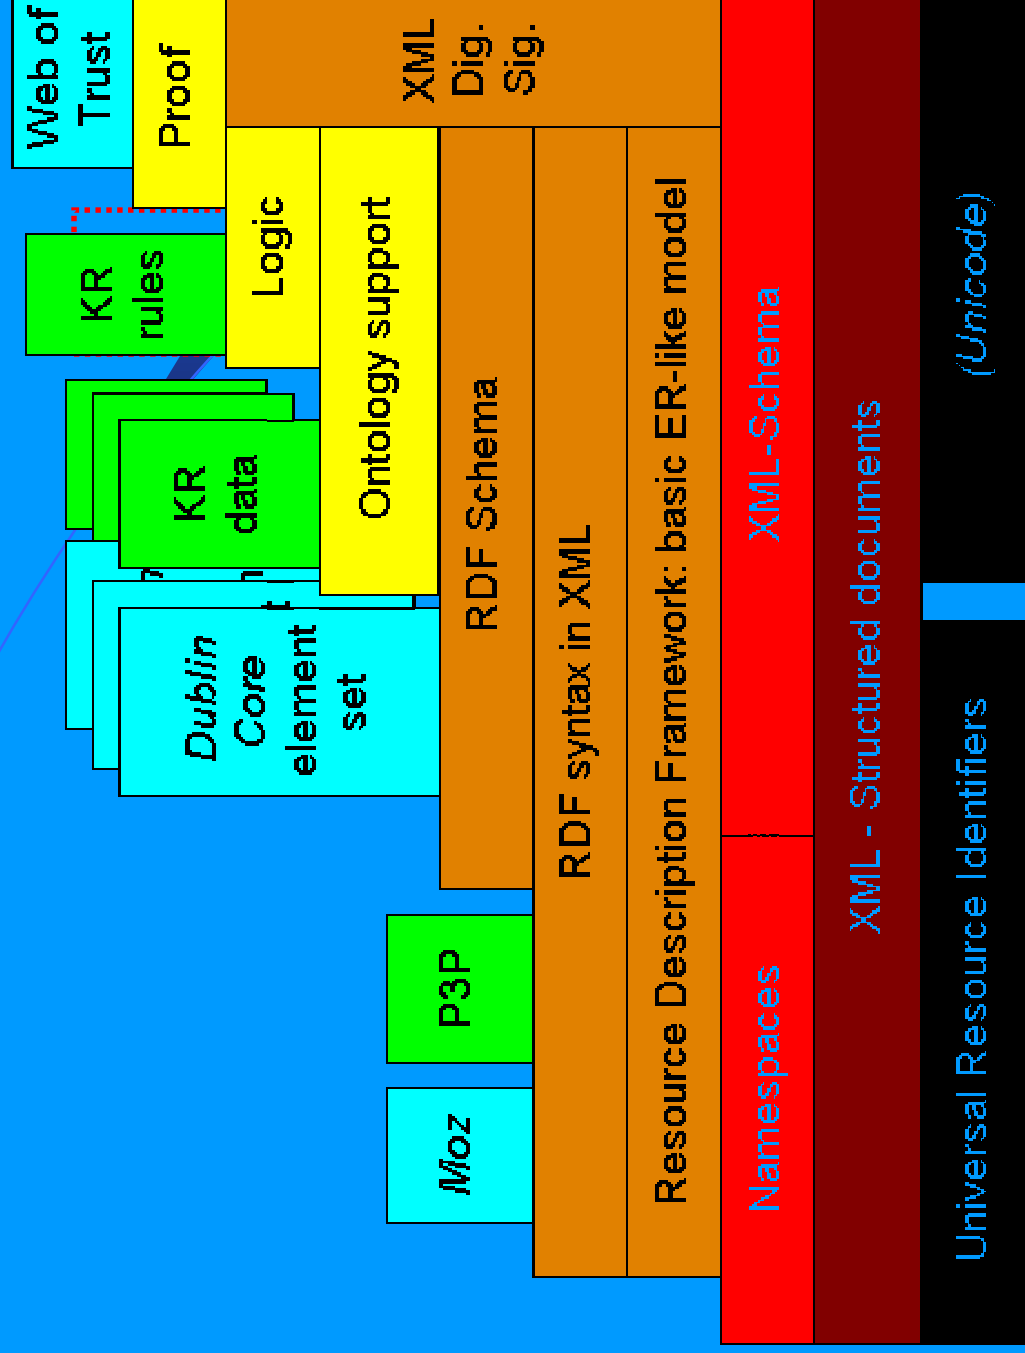 Web of
Trust
Proof
XML
Dig.
Sig.
KR
rules
Logic
KR
data
Ontology support
Dublin
Core
element
set
RDF Schema
P3P
Moz
RDF syntax in XML
Resource Description Framework: basic ER-like model
Namespaces
XML-Schema
XML - Structured documents
Universal Resource Identifiers
(Unicode)